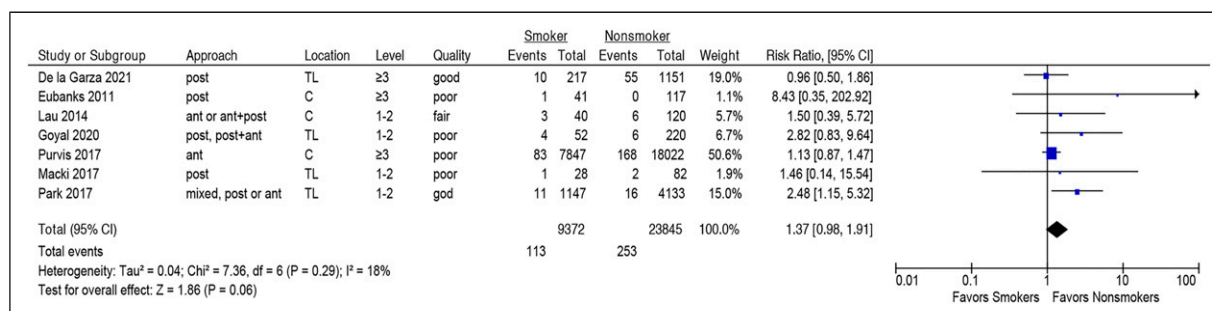 Smoker Nonsmoker
Study or Subgroup Approach Location Level Quality Events Total Events Total Weight Risk Ratio, [95% CI]
De la Garza 2021 post TL ≥3 good 10 217 55 1151 19.0% 0.96 [0.50, 1.86]
Eubanks 2011 post C ≥3 poor 1 41 0 117 1.1% 8.43 [0.35, 202.92]
Lau 2014 ant or ant+post C 1-2 fair 3 40 6 120 5.7% 1.50 [0.39, 5.72]
Goyal 2020 post, post+ant TL 1-2 poor 4 52 6 220 6.7% 2.82 [0.83, 9.64]
Purvis 2017 ant C ≥3 poor 83 7847 168 18022 50.6% 1.13 [0.87, 1.47]
Macki 2017 post TL 1-2 poor 1 28 2 82 1.9% 1.46 [0.14, 15.54]
Park 2017 mixed, post or ant TL 1-2 god 11 1147 16 4133 15.0% 2.48 [1.15, 5.32]
Total (95% CI) 9372 23845 100.0% 1.37 [0.98, 1.91]
Total events 113 253
Heterogeneity: Tau² = 0.04; Chi² = 7.36, df = 6 (P = 0.29); I² = 18%
Test for overall effect: Z = 1.86 (P = 0.06)
0.01 0.1 1 10 100
Favors Smokers Favors Nonsmokers